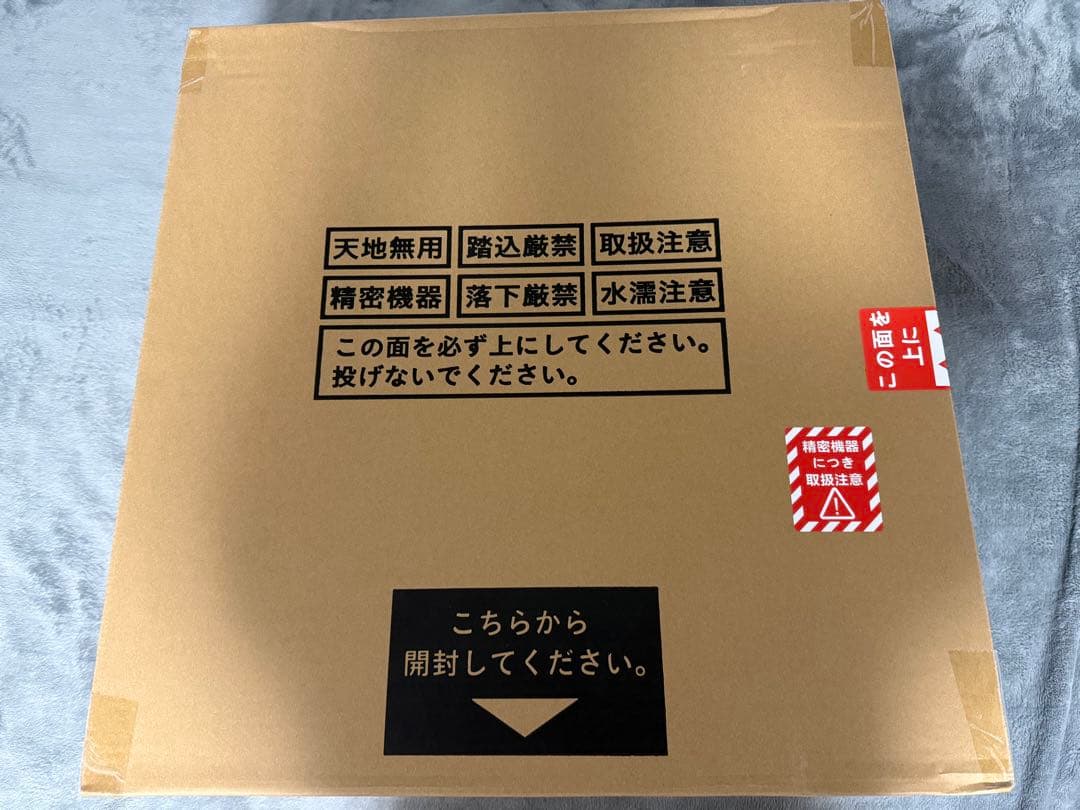 天地無用
踏込厳禁
取扱注意
精密機器
落下厳禁
水濡注意
この面を必ず上にしてください。
投げないでください。
この面を
上に
精密機器
につき
取扱注意
こちらから
開封してください。